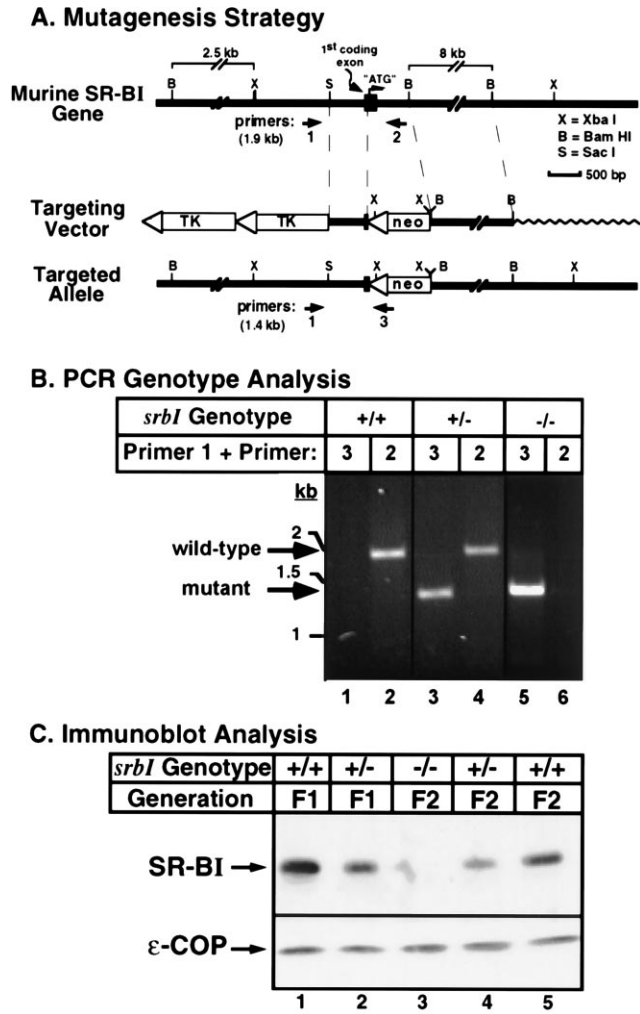 A. Mutagenesis Strategy
1st coding
exon
"ATG"
2.5 kb
8 kb
B X S B B X
Murine SR-BI
Gene
primers:
(1.9 kb)
1 2
X = Xba I
B = Bam HI
S = Sac I
500 bp
Targeting
Vector
TK TK X neo X B B
Targeted
Allele
B X S X neo X B B X
primers:
(1.4 kb)
1 3
B. PCR Genotype Analysis
srbI Genotype +/+ +/- -/-
Primer 1 + Primer: 3 2 3 2 3 2
kb
2
wild-type
1.5
mutant
1
1 2 3 4 5 6
C. Immunoblot Analysis
srbI Genotype +/+ +/- -/- +/- +/+
Generation F1 F1 F2 F2 F2
SR-BI
ε-COP
1 2 3 4 5